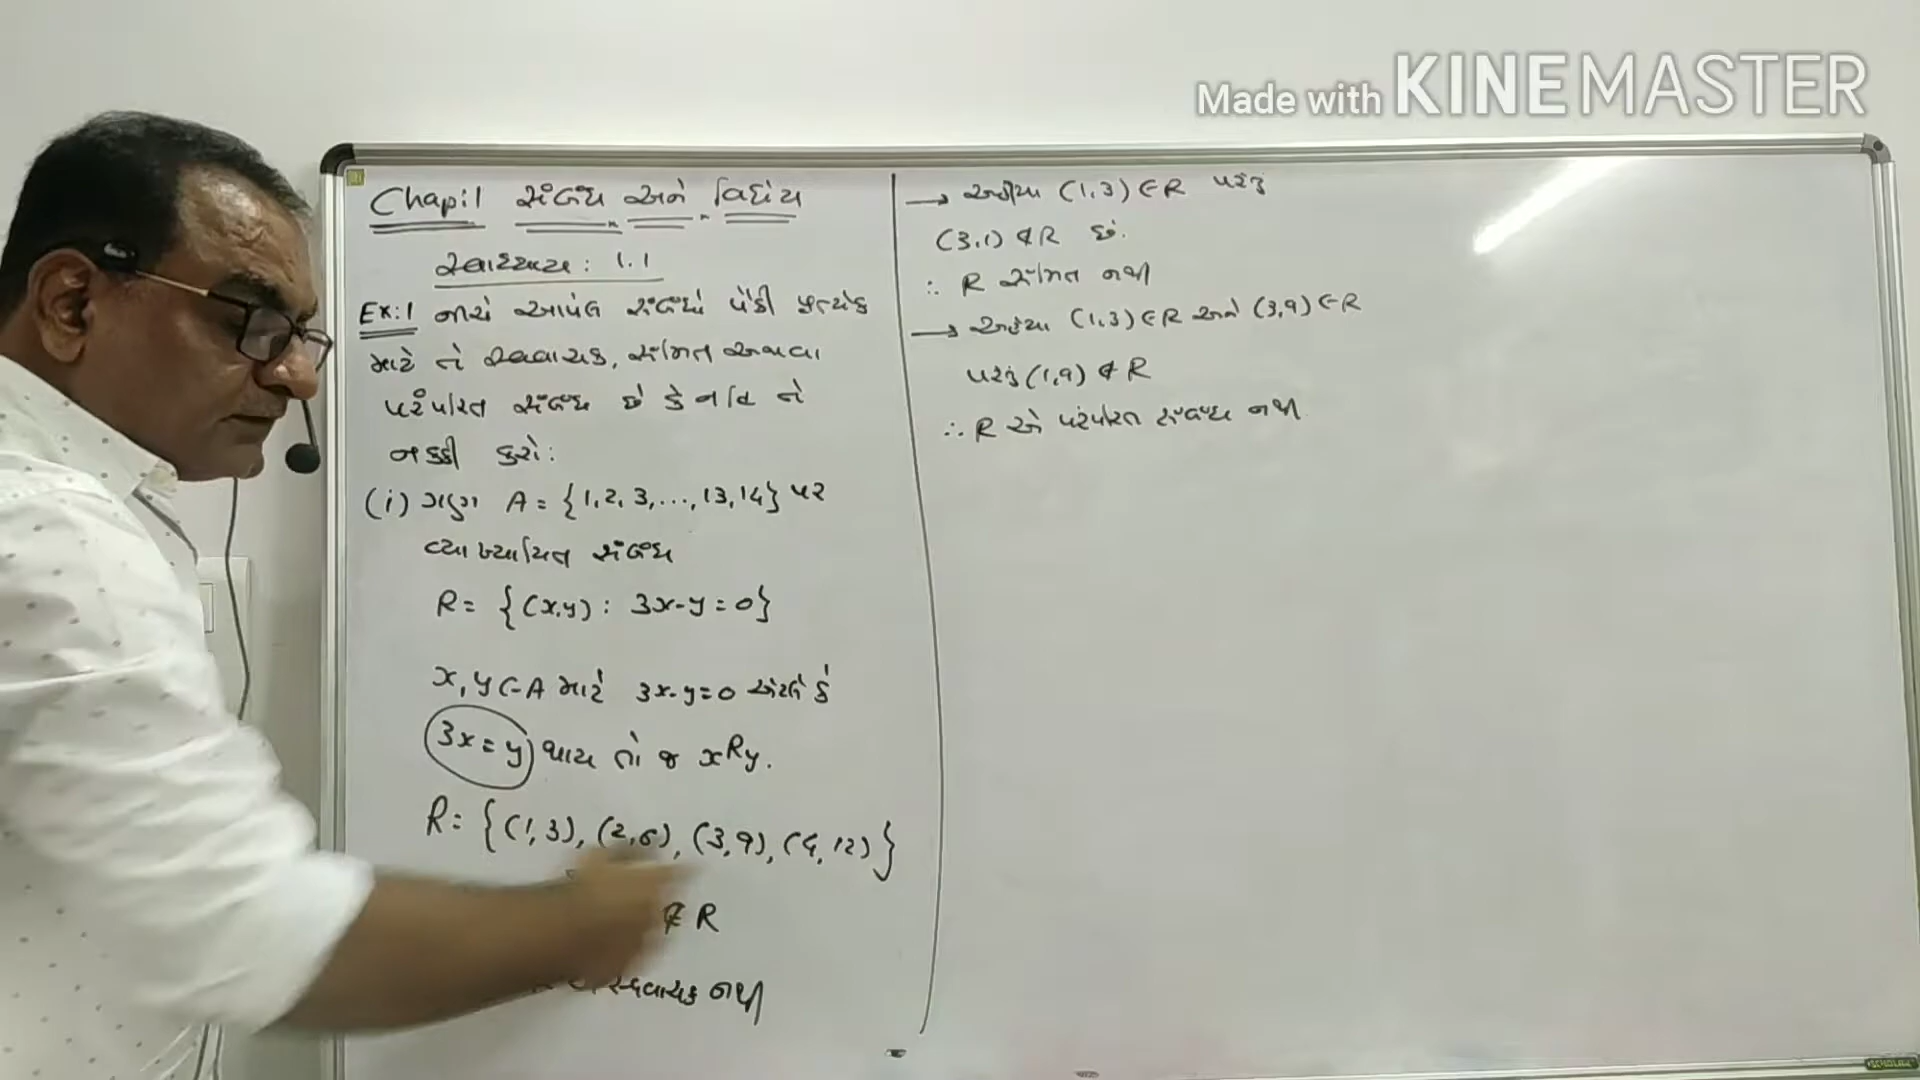 Made with KINEMASTER
Chap:1 સંબંધ અને વિધેય
સ્વાધ્યાય: 1.1
Ex:1 નીચે આપેલ સંબંધો પૈકી પ્રત્યેક
માટે તે સ્વવાચક, સંમિત અથવા
પરંપરિત સંબંધ છે કે નહિ તે
નક્કી કરો:
(i) ગણ A = {1, 2, 3, ..., 13, 14} પર
વ્યાખ્યાયિત સંબંધ
R = {(x,y) : 3x-y = 0}
x, y ∈ A માટે 3x-y=0 એટલે કે
3x = y થાય તો જ xRy.
R = {(1,3), (2,6), (3,9), (4,12)}
∉ R
સ્વવાચક નથી
→ અહીંયા (1,3) ∈ R પરંતુ
(3,1) ∉ R છે.
∴ R સંમિત નથી
→ અહીંયા (1,3) ∈ R અને (3,9) ∈ R
પરંતુ (1,9) ∉ R
∴ R એ પરંપરિત સંબંધ નથી